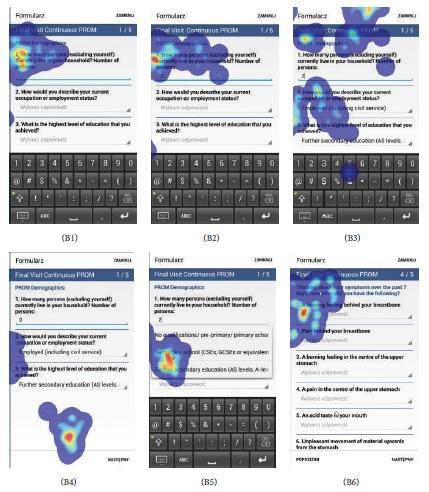 Formularz ZAMKNIJ
Final Visit Continuous PROM 1 / 5
PROM Demographics
1. How many persons (excluding yourself)
currently live in your household? Number of
persons:
2. How would you describe your current
occupation or employment status?
Wybierz odpowiedź
3. What is the highest level of education that you
achieved?
Wybierz odpowiedź
1 2 3 4 5 6 7 8 9 0
@ # $ % & * - + ( )
! " ' : ; / ?
ABC , .
(B1)
Formularz ZAMKNIJ
Final Visit Continuous PROM 1 / 5
PROM Demographics
1. How many persons (excluding yourself)
currently live in your household? Number of
persons:
2
2. How would you describe your current
occupation or employment status?
Wybierz odpowiedź
3. What is the highest level of education that you
achieved?
Wybierz odpowiedź
1 2 3 4 5 6 7 8 9 0
@ # $ % & * - + ( )
! " ' : ; / ?
ABC , .
(B2)
Formularz ZAMKNIJ
Final Visit Continuous PROM 1 / 5
Demographics
1. How many persons (excluding yourself)
currently live in your household? Number of
persons:
2
2. How would you describe your current
occupation or employment status?
Employed (including civil service)
3. What is the highest level of education that you
achieved?
Further secondary education (AS levels,
1 2 3 4 5 6 7 8 9 0
@ # $ % & * - + ( )
! " ' : ; / ?
ABC , .
(B3)
Formularz ZAMKNIJ
Final Visit Continuous PROM 1 / 5
PROM Demographics
1. How many persons (excluding yourself)
currently live in your household? Number of
persons:
2
2. How would you describe your current
occupation or employment status?
Employed (including civil service)
3. What is the highest level of education that you
achieved?
Further secondary education (AS levels,
NASTĘPNY
(B4)
Formularz ZAMKNIJ
Final Visit Continuous PROM 1 / 5
PROM Demographics
1. How many persons (excluding yourself)
currently live in your household? Number of
persons:
2
No qualifications/ pre-primary/ primary school
Secondary school (CSEs, GCSEs or equivalen
Further secondary education (AS levels, A-lev
1 2 3 4 5 6 7 8 9 0
@ # $ % & * - + ( )
! " ' : ; / ?
ABC , .
(B5)
Formularz ZAMKNIJ
Final Visit Continuous PROM 4 / 5
your symptoms over the past 7
have the following?
1. A burning feeling behind your breastbone
Wybierz odpowiedź
2. Pain behind your breastbone
Wybierz odpowiedź
3. A burning feeling in the centre of the upper
stomach
Wybierz odpowiedź
4. A pain in the centre of the upper stomach
Wybierz odpowiedź
5. An acid taste in your mouth
Wybierz odpowiedź
6. Unpleasant movement of material upwards
from the stomach
POPRZEDNI NASTĘPNY
(B6)